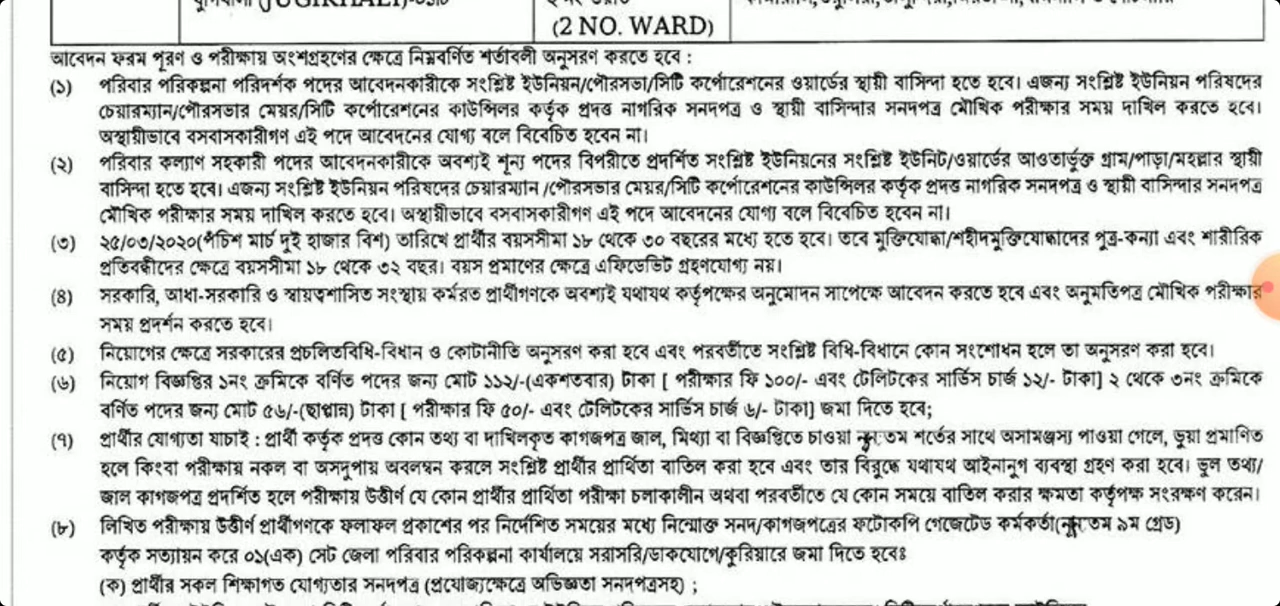 (JUGIKHALI)-
(2 NO. WARD)
আবেদন ফরম পূরণ ও পরীক্ষায় অংশগ্রহণের ক্ষেত্রে নিম্নবর্ণিত শর্তাবলী অনুসরণ করতে হবে :
(১) পরিবার পরিকল্পনা পরিদর্শক পদের আবেদনকারীকে সংশ্লিষ্ট ইউনিয়ন/পৌরসভা/সিটি কর্পোরেশনের ওয়ার্ডের স্থায়ী বাসিন্দা হতে হবে। এজন্য সংশ্লিষ্ট ইউনিয়ন পরিষদের
চেয়ারম্যান/পৌরসভার মেয়র/সিটি কর্পোরেশনের কাউন্সিলর কর্তৃক প্রদত্ত নাগরিক সনদপত্র ও স্থায়ী বাসিন্দার সনদপত্র মৌখিক পরীক্ষার সময় দাখিল করতে হবে।
অস্থায়ীভাবে বসবাসকারীগণ এই পদে আবেদনের যোগ্য বলে বিবেচিত হবেন না।
(২) পরিবার কল্যাণ সহকারী পদের আবেদনকারীকে অবশ্যই শূন্য পদের বিপরীতে প্রদর্শিত সংশ্লিষ্ট ইউনিয়নের সংশ্লিষ্ট ইউনিট/ওয়ার্ডের আওতার্ভুক্ত গ্রাম/পাড়া/মহল্লার স্থায়ী
বাসিন্দা হতে হবে। এজন্য সংশ্লিষ্ট ইউনিয়ন পরিষদের চেয়ারম্যান /পৌরসভার মেয়র/সিটি কর্পোরেশনের কাউন্সিলর কর্তৃক প্রদত্ত নাগরিক সনদপত্র ও স্থায়ী বাসিন্দার সনদপত্র
মৌখিক পরীক্ষার সময় দাখিল করতে হবে। অস্থায়ীভাবে বসবাসকারীগণ এই পদে আবেদনের যোগ্য বলে বিবেচিত হবেন না।
(৩) ২৫/০৩/২০২০(পঁচিশ মার্চ দুই হাজার বিশ) তারিখে প্রার্থীর বয়সসীমা ১৮ থেকে ৩০ বছরের মধ্যে হতে হবে। তবে মুক্তিযোদ্ধা/শহীদমুক্তিযোদ্ধাদের পুত্র-কন্যা এবং শারীরিক
প্রতিবন্ধীদের ক্ষেত্রে বয়সসীমা ১৮ থেকে ৩২ বছর। বয়স প্রমাণের ক্ষেত্রে এফিডেভিট গ্রহণযোগ্য নয়।
(৪) সরকারি, আধা-সরকারি ও স্বায়ত্বশাসিত সংস্থায় কর্মরত প্রার্থীগণকে অবশ্যই যথাযথ কর্তৃপক্ষের অনুমোদন সাপেক্ষে আবেদন করতে হবে এবং অনুমতিপত্র মৌখিক পরীক্ষার
সময় প্রদর্শন করতে হবে।
(৫) নিয়োগের ক্ষেত্রে সরকারের প্রচলিতবিধি-বিধান ও কোটানীতি অনুসরণ করা হবে এবং পরবর্তীতে সংশ্লিষ্ট বিধি-বিধানে কোন সংশোধন হলে তা অনুসরণ করা হবে।
(৬) নিয়োগ বিজ্ঞপ্তির ১নং ক্রমিকে বর্ণিত পদের জন্য মোট ১১২/-(একশতবার) টাকা [ পরীক্ষার ফি ১০০/- এবং টেলিটকের সার্ভিস চার্জ ১২/- টাকা] ২ থেকে ৩নং ক্রমিকে
বর্ণিত পদের জন্য মোট ৫৬/-(ছাপ্পান্ন) টাকা [ পরীক্ষার ফি ৫০/- এবং টেলিটকের সার্ভিস চার্জ ৬/- টাকা] জমা দিতে হবে;
(৭) প্রার্থীর যোগ্যতা যাচাই : প্রার্থী কর্তৃক প্রদত্ত কোন তথ্য বা দাখিলকৃত কাগজপত্র জাল, মিথ্যা বা বিজ্ঞপ্তিতে চাওয়া শর্তের সাথে অসামঞ্জস্য পাওয়া গেলে, ভুয়া প্রমাণিত
হলে কিংবা পরীক্ষায় নকল বা অসদুপায় অবলম্বন করলে সংশ্লিষ্ট প্রার্থীর প্রার্থিতা বাতিল করা হবে এবং তার বিরুদ্ধে যথাযথ আইনানুগ ব্যবস্থা গ্রহণ করা হবে। ভুল তথ্য/
জাল কাগজপত্র প্রদর্শিত হলে পরীক্ষায় উত্তীর্ণ যে কোন প্রার্থীর প্রার্থিতা পরীক্ষা চলাকালীন অথবা পরবর্তীতে যে কোন সময়ে বাতিল করার ক্ষমতা কর্তৃপক্ষ সংরক্ষণ করেন।
(৮) লিখিত পরীক্ষায় উত্তীর্ণ প্রার্থীগণকে ফলাফল প্রকাশের পর নির্দেশিত সময়ের মধ্যে নিম্নোক্ত সনদ/কাগজপত্রের ফটোকপি গেজেটেড কর্মকর্তা( ৯ম গ্রেড)
কর্তৃক সত্যায়ন করে ০১(এক) সেট জেলা পরিবার পরিকল্পনা কার্যালয়ে সরাসরি/ডাকযোগে/কুরিয়ারে জমা দিতে হবেঃ
(ক) প্রার্থীর সকল শিক্ষাগত যোগ্যতার সনদপত্র (প্রযোজ্যক্ষেত্রে অভিজ্ঞতা সনদপত্রসহ) ;